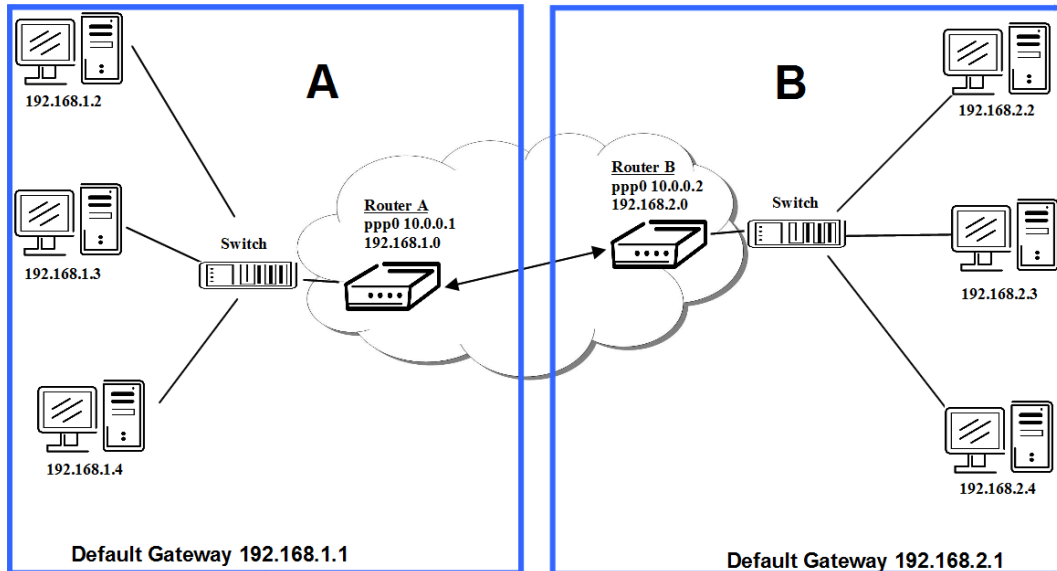 A
192.168.1.2
192.168.1.3
192.168.1.4
Switch
Router A
ppp0 10.0.0.1
192.168.1.0
Default Gateway 192.168.1.1
B
Router B
ppp0 10.0.0.2
192.168.2.0
Switch
192.168.2.2
192.168.2.3
192.168.2.4
Default Gateway 192.168.2.1